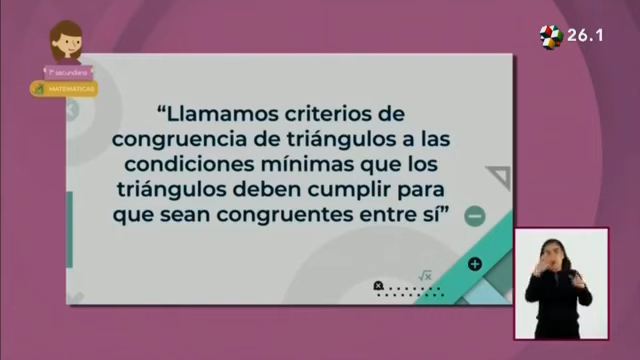 26.1
1° secundaria
MATEMÁTICAS
“Llamamos criterios de
congruencia de triángulos a las
condiciones mínimas que los
triángulos deben cumplir para
que sean congruentes entre sí”
√x